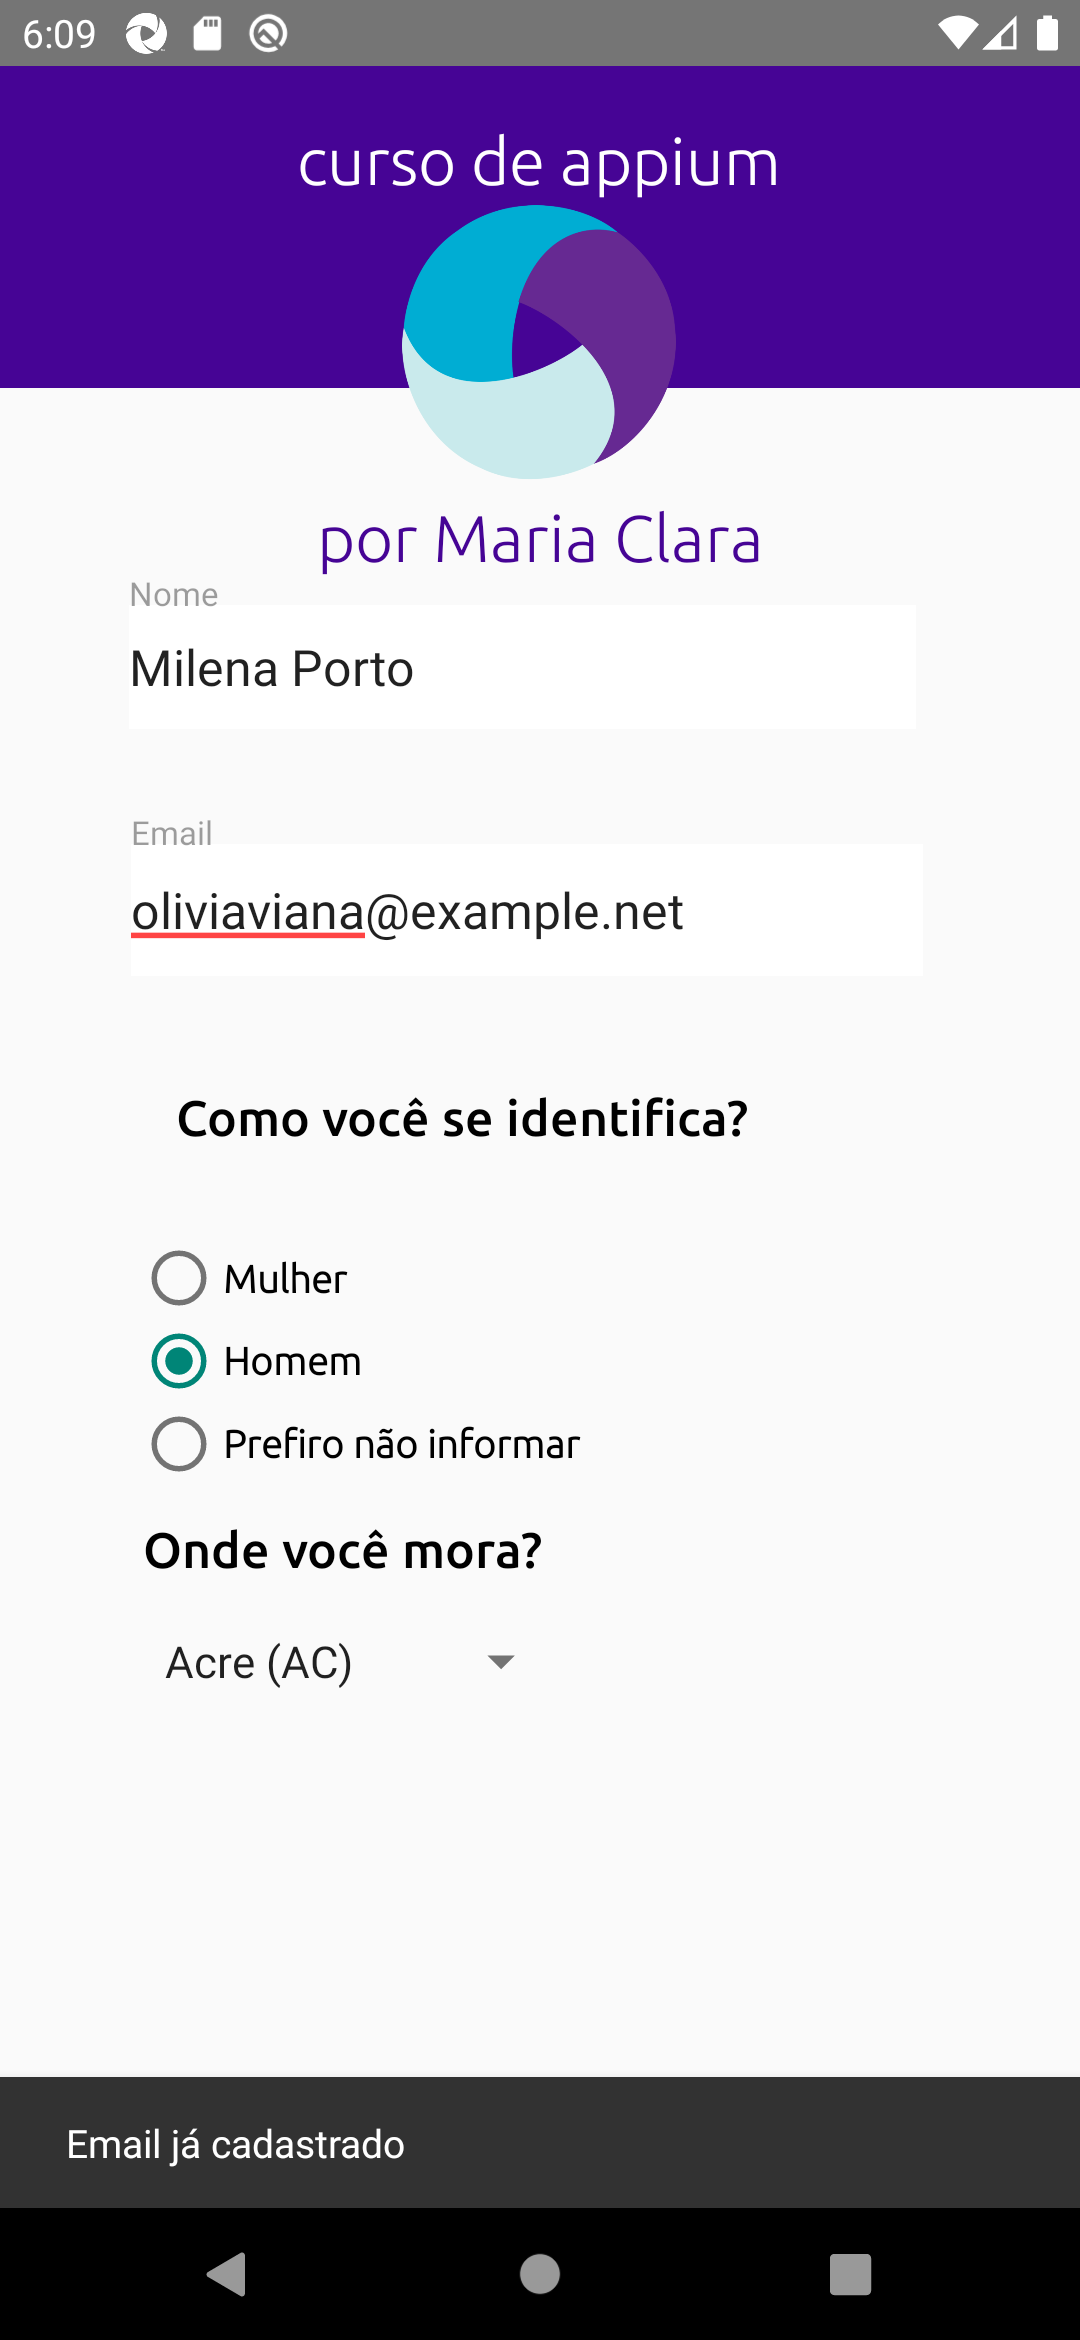 6:09
curso de appium
por Maria Clara
Nome
Milena Porto
Email
oliviaviana@example.net
Como você se identifica?
Mulher
Homem
Prefiro não informar
Onde você mora?
Acre (AC)
Email já cadastrado